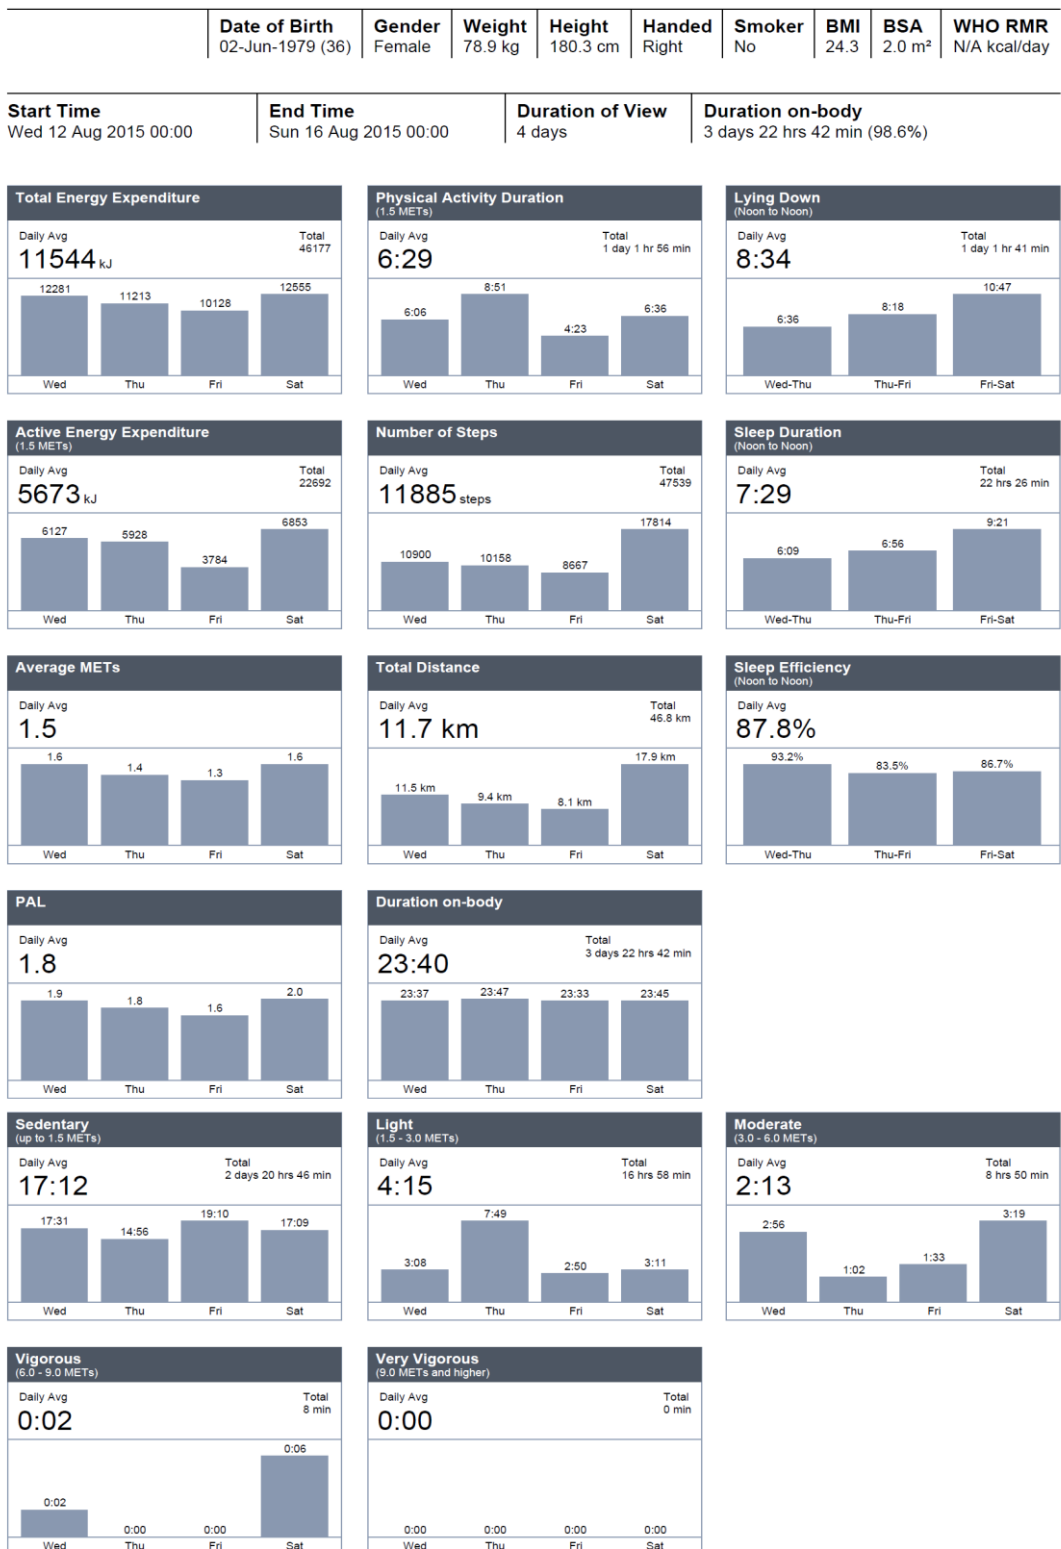 Date of Birth Gender Weight Height Handed Smoker BMI BSA WHO RMR
02-Jun-1979 (36) Female 78.9 kg 180.3 cm Right No 24.3 2.0 m² N/A kcal/day
Start Time End Time Duration of View Duration on-body
Wed 12 Aug 2015 00:00 Sun 16 Aug 2015 00:00 4 days 3 days 22 hrs 42 min (98.6%)
Total Energy Expenditure
Daily Avg Total
11544 kJ 46177
12281 11213 10128 12555
Wed Thu Fri Sat
Physical Activity Duration
(1.5 METs)
Daily Avg Total
6:29 1 day 1 hr 56 min
6:06 8:51 4:23 6:36
Wed Thu Fri Sat
Lying Down
(Noon to Noon)
Daily Avg Total
8:34 1 day 1 hr 41 min
6:36 8:18 10:47
Wed-Thu Thu-Fri Fri-Sat
Active Energy Expenditure
(1.5 METs)
Daily Avg Total
5673 kJ 22692
6127 5928 3784 6853
Wed Thu Fri Sat
Number of Steps
Daily Avg Total
11885 steps 47539
10900 10158 8667 17814
Wed Thu Fri Sat
Sleep Duration
(Noon to Noon)
Daily Avg Total
7:29 22 hrs 26 min
6:09 6:56 9:21
Wed-Thu Thu-Fri Fri-Sat
Average METs
Daily Avg
1.5
1.6 1.4 1.3 1.6
Wed Thu Fri Sat
Total Distance
Daily Avg Total
11.7 km 46.8 km
11.5 km 9.4 km 8.1 km 17.9 km
Wed Thu Fri Sat
Sleep Efficiency
(Noon to Noon)
Daily Avg
87.8%
93.2% 83.5% 86.7%
Wed-Thu Thu-Fri Fri-Sat
PAL
Daily Avg
1.8
1.9 1.8 1.6 2.0
Wed Thu Fri Sat
Duration on-body
Daily Avg Total
23:40 3 days 22 hrs 42 min
23:37 23:47 23:33 23:45
Wed Thu Fri Sat
Sedentary
(up to 1.5 METs)
Daily Avg Total
17:12 2 days 20 hrs 46 min
17:31 14:56 19:10 17:09
Wed Thu Fri Sat
Light
(1.5 - 3.0 METs)
Daily Avg Total
4:15 16 hrs 58 min
3:08 7:49 2:50 3:11
Wed Thu Fri Sat
Moderate
(3.0 - 6.0 METs)
Daily Avg Total
2:13 8 hrs 50 min
2:56 1:02 1:33 3:19
Wed Thu Fri Sat
Vigorous
(6.0 - 9.0 METs)
Daily Avg Total
0:02 8 min
0:02 0:00 0:00 0:06
Wed Thu Fri Sat
Very Vigorous
(9.0 METs and higher)
Daily Avg Total
0:00 0 min
0:00 0:00 0:00 0:00
Wed Thu Fri Sat